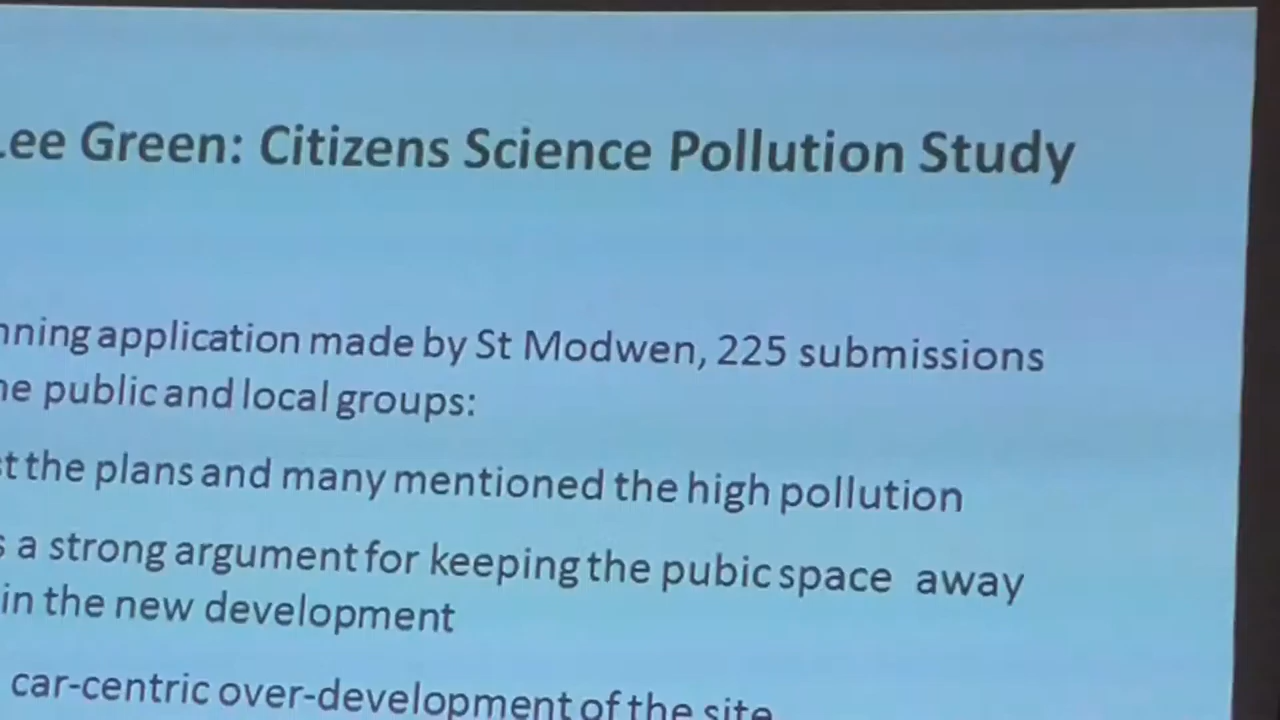 Lee Green: Citizens Science Pollution Study
nning application made by St Modwen, 225 submissions
he public and local groups:
st the plans and many mentioned the high pollution
s a strong argument for keeping the pubic space away
in the new development
car-centric over-development of the site